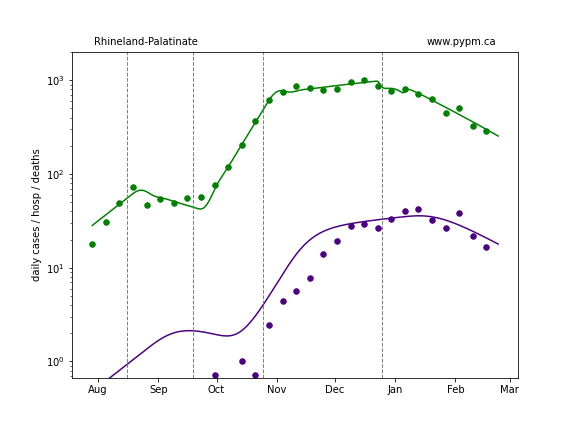 Rhineland-Palatinate www.pypm.ca
daily cases / hosp / deaths
10³
10²
10¹
10⁰
Aug Sep Oct Nov Dec Jan Feb Mar